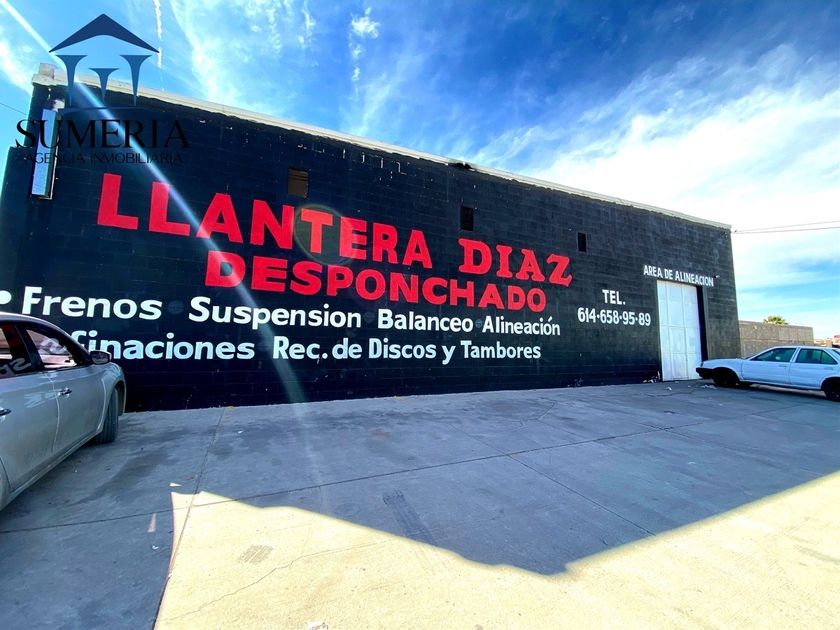 SUMERIA
AGENCIA INMOBILIARIA
LLANTERA DIAZ
DESPONCHADO
• Frenos Suspension Balanceo Alineación
finaciones Rec. de Discos y Tambores
TEL.
614-658-95-89
AREA DE ALINEACION